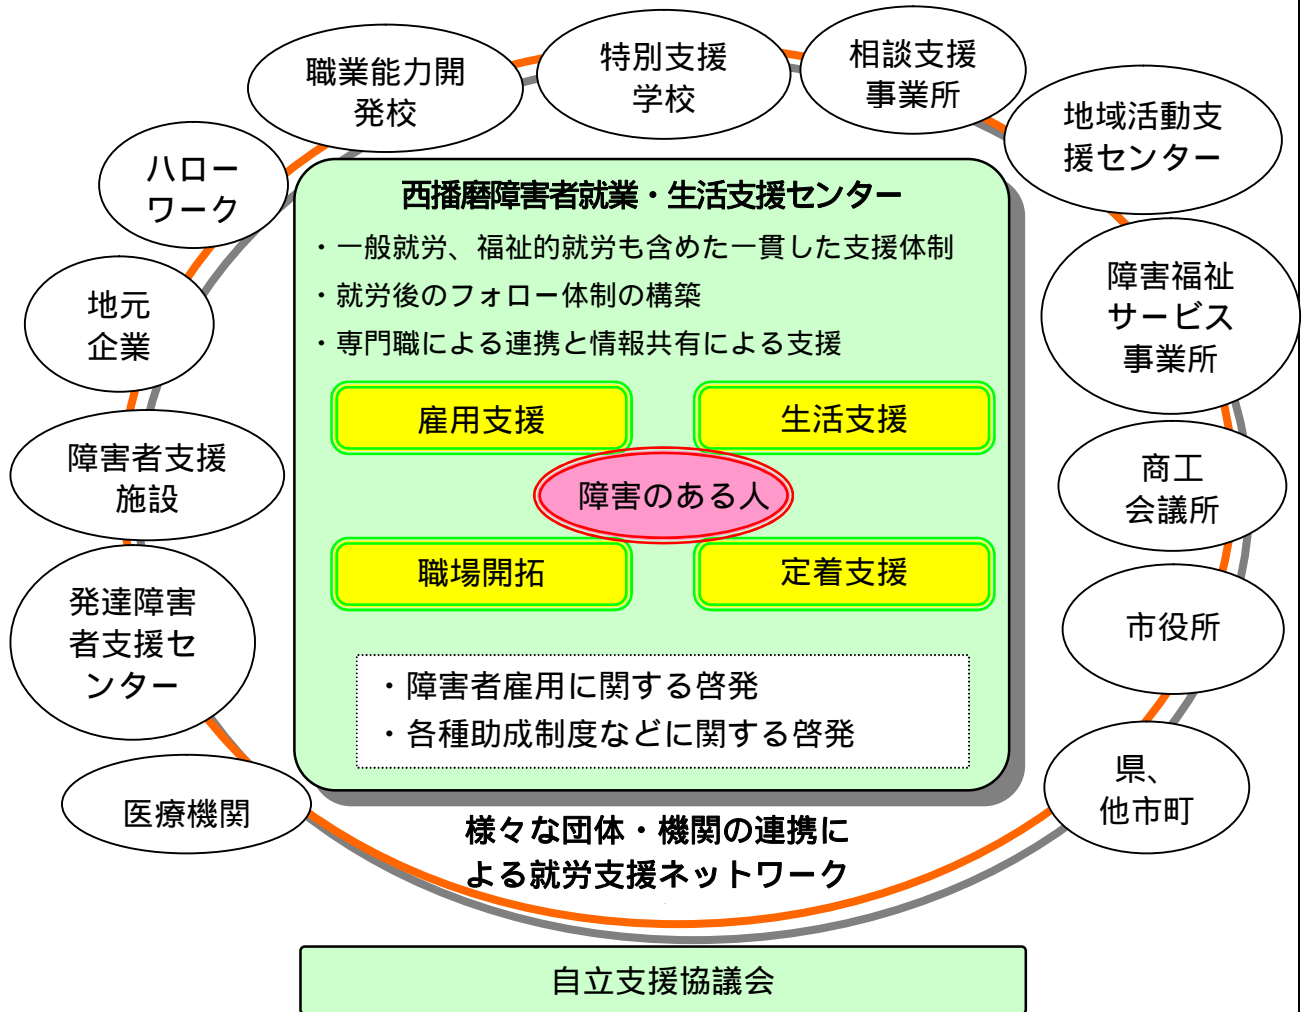 職業能力開
発校
特別支援
学校
相談支援
事業所
地域活動支
援センター
ハロー
ワーク
地元
企業
障害者支援
施設
発達障害
者支援セ
ンター
医療機関
西播磨障害者就業・生活支援センター
・一般就労、福祉的就労も含めた一貫した支援体制
・就労後のフォロー体制の構築
・専門職による連携と情報共有による支援
雇用支援
生活支援
障害のある人
職場開拓
定着支援
・障害者雇用に関する啓発
・各種助成制度などに関する啓発
障害福祉
サービス
事業所
商工
会議所
市役所
県、
他市町
様々な団体・機関の連携に
よる就労支援ネットワーク
自立支援協議会